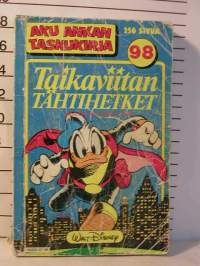 AKU ANKAN
TASKUKIRJA
256 SIVUA
98
Taikaviitan
TÄHTIHETKET
WALT DISNEY